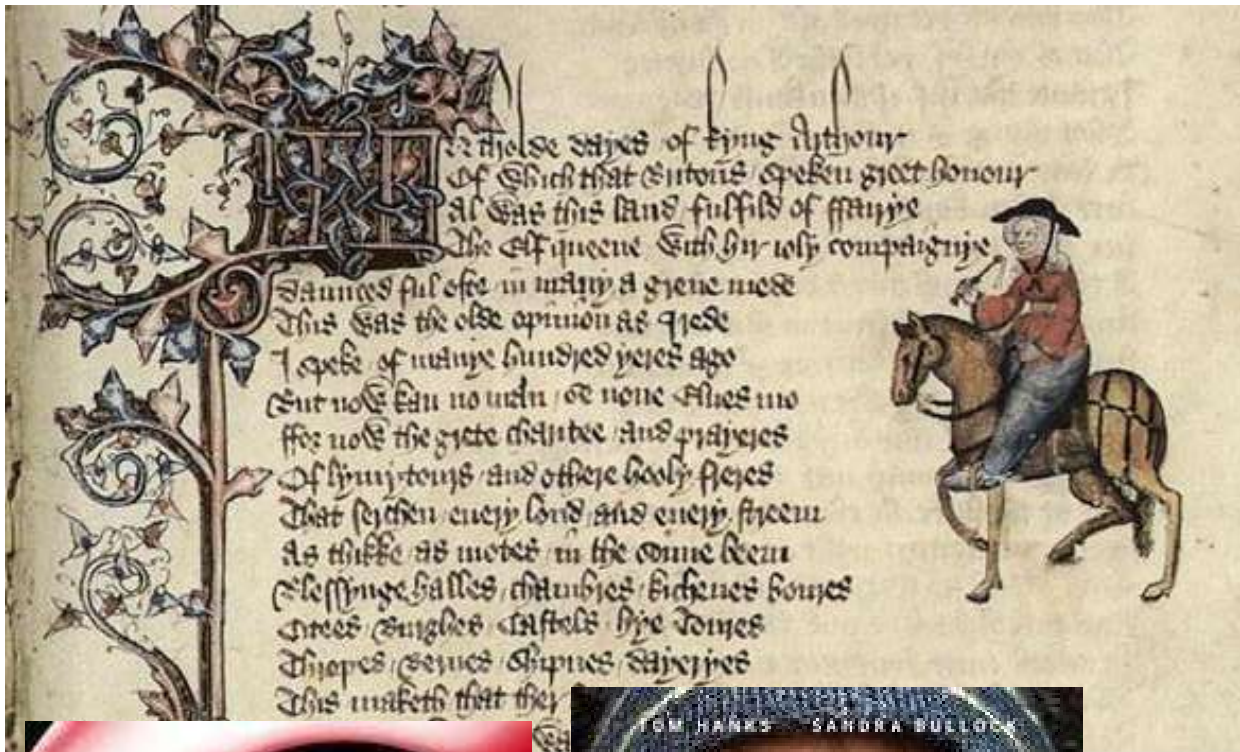 N tholde dayes of kyng Arthour
Of which that Britons speken greet honour
Al was this land fulfild of ffairye
The Elf queene with hir ioly compaignye
Daunced ful ofte in many a grene mede
This was the olde opinion as I rede
I speke of manye hundred yeres ago
But now kan no man se none Elues mo
ffor now the grete charitee and prayeres
Of lymytours and othere hooly freres
That serchen euery lond and euery streem
As thikke as motes in the sonne beem
Blessynge halles chambres kichenes boures
Citees Burghes Castels hye Toures
Thropes Bernes Shipnes Dayeryes
This maketh that ther
TOM HANKS SANDRA BULLOCK